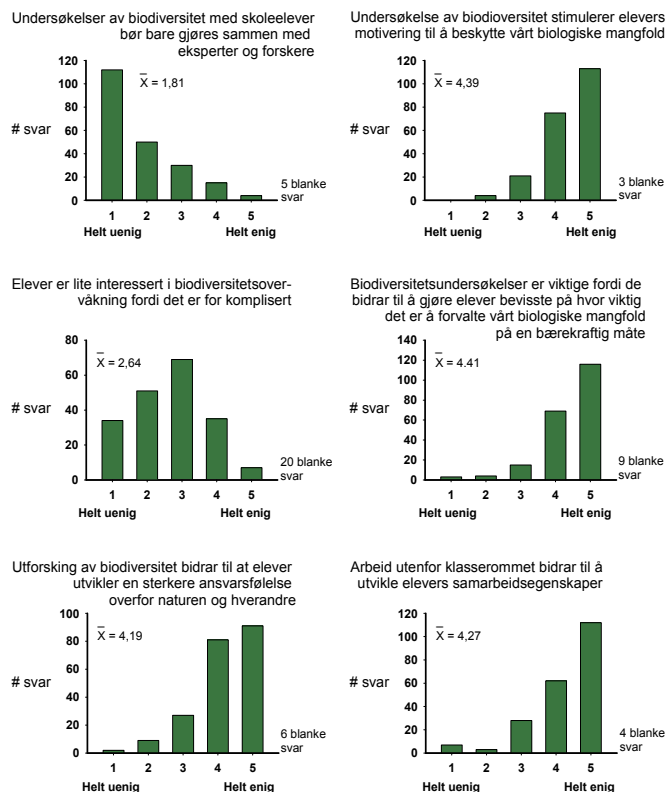 Undersøkelser av biodiversitet med skoleelever
bør bare gjøres sammen med
eksperter og forskere
120
100
80
60
40
20
0
# svar
X = 1,81
5 blanke
svar
1 2 3 4 5
Helt uenig Helt enig
Undersøkelse av biodioversitet stimulerer elevers
motivering til å beskytte vårt biologiske mangfold
120
100
80
60
40
20
0
# svar
X = 4,39
3 blanke
svar
1 2 3 4 5
Helt uenig Helt enig
Elever er lite interessert i biodiversitetsover-
våkning fordi det er for komplisert
80
60
40
20
0
# svar
X = 2,64
20 blanke
svar
1 2 3 4 5
Helt uenig Helt enig
Biodiversitetsundersøkelser er viktige fordi de
bidrar til å gjøre elever bevisste på hvor viktig
det er å forvalte vårt biologiske mangfold
på en bærekraftig måte
140
120
100
80
60
40
20
0
# svar
X = 4.41
9 blanke
svar
1 2 3 4 5
Helt uenig Helt enig
Utforsking av biodiversitet bidrar til at elever
utvikler en sterkere ansvarsfølelse
overfor naturen og hverandre
100
80
60
40
20
0
# svar
X = 4,19
6 blanke
svar
1 2 3 4 5
Helt uenig Helt enig
Arbeid utenfor klasserommet bidrar til å
utvikle elevers samarbeidsegenskaper
120
100
80
60
40
20
0
# svar
X = 4,27
4 blanke
svar
1 2 3 4 5
Helt uenig Helt enig